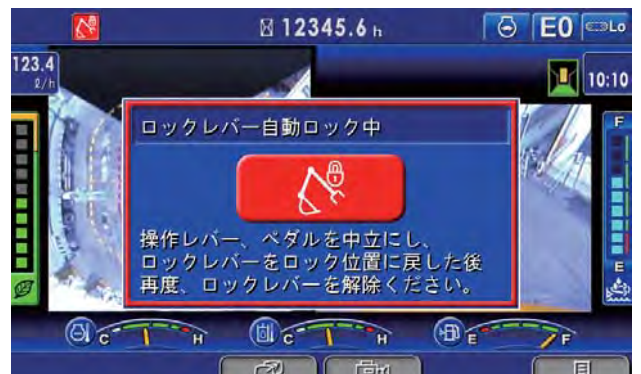 12345.6 h
E0
Lo
123.4
ℓ/h
10:10
ロックレバー自動ロック中
操作レバー、ペダルを中立にし、
ロックレバーをロック位置に戻した後
再度、ロックレバーを解除ください。
F
E
C H
C H
E F